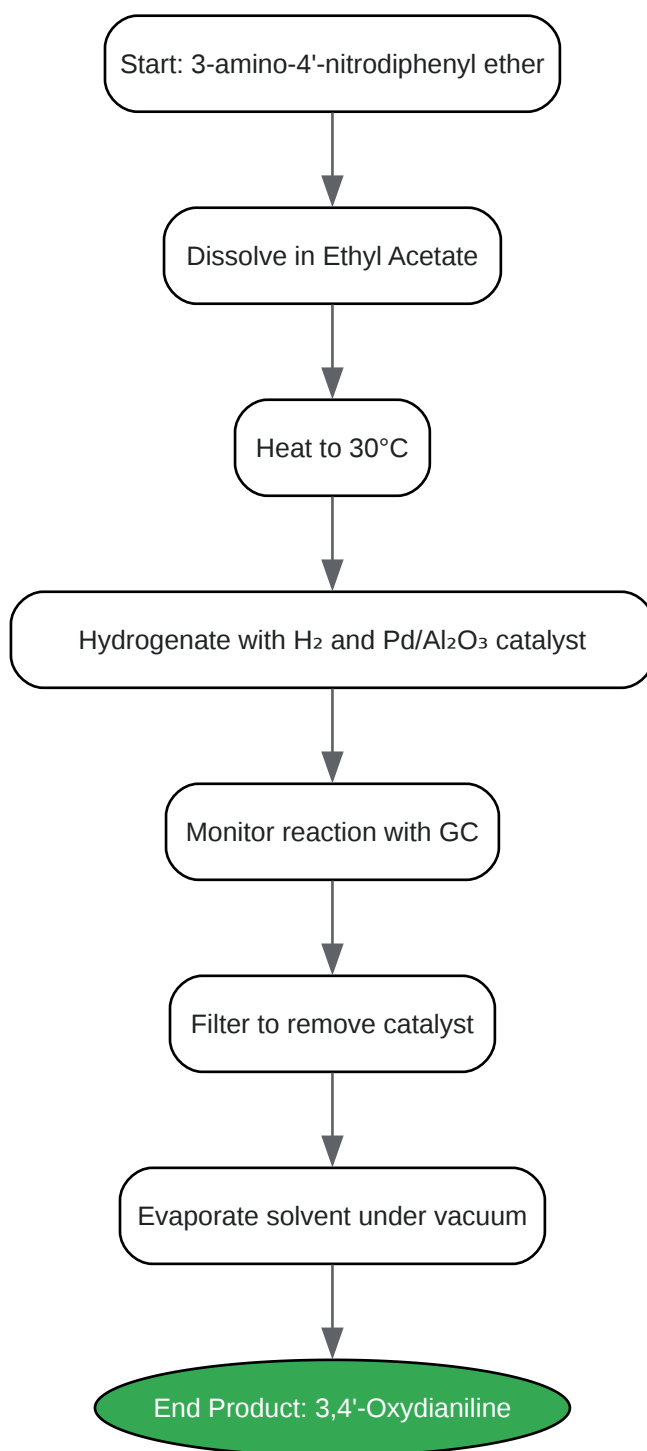 Start: 3-amino-4'-nitrodiphenyl ether
Dissolve in Ethyl Acetate
Heat to 30°C
Hydrogenate with H₂ and Pd/Al₂O₃ catalyst
Monitor reaction with GC
Filter to remove catalyst
Evaporate solvent under vacuum
End Product: 3,4'-Oxydianiline